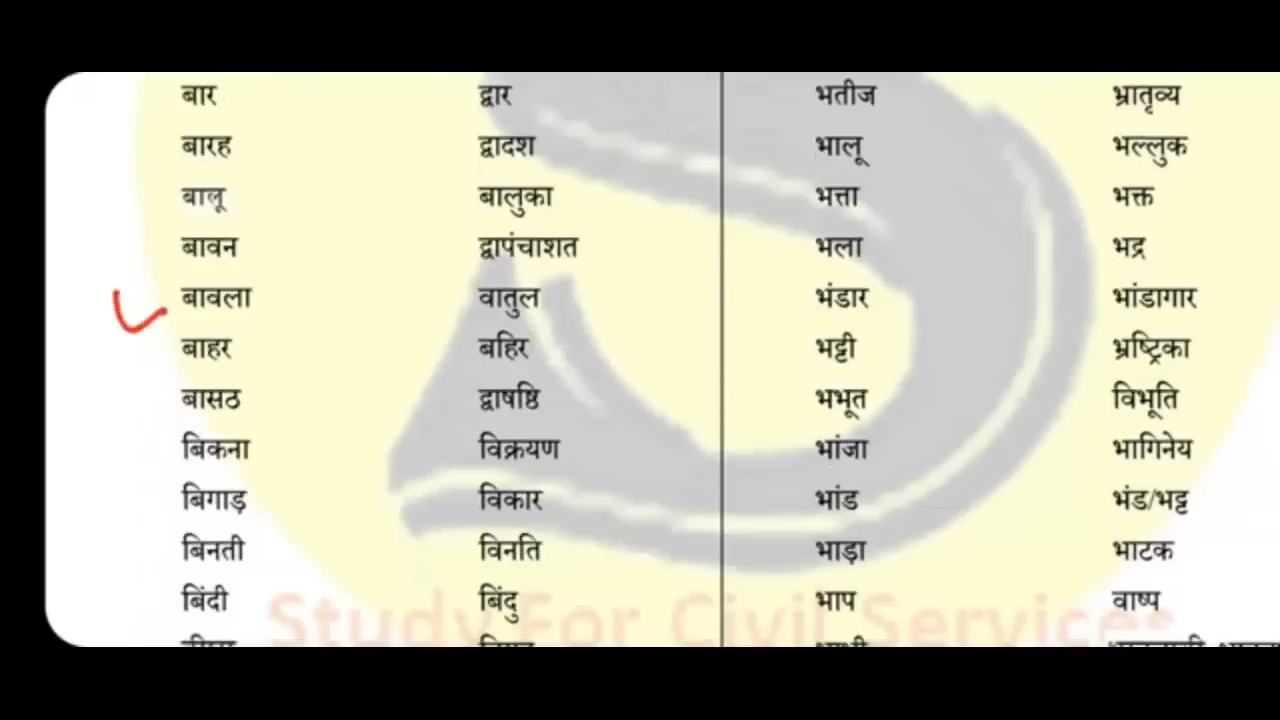 बार द्वार भतीज भ्रातृव्य
बारह द्वादश भालू भल्लुक
बालू बालुका भत्ता भक्त
बावन द्वापंचाशत भला भद्र
बावला वातुल भंडार भांडागार
बाहर बहिर भट्टी भ्रष्ट्रिका
बासठ द्वाषष्ठि भभूत विभूति
बिकना विक्रयण भांजा भागिनेय
बिगाड़ विकार भांड भंड/भट्ट
बिनती विनति भाड़ा भाटक
बिंदी बिंदु भाप वाष्प
Study For Civil Services